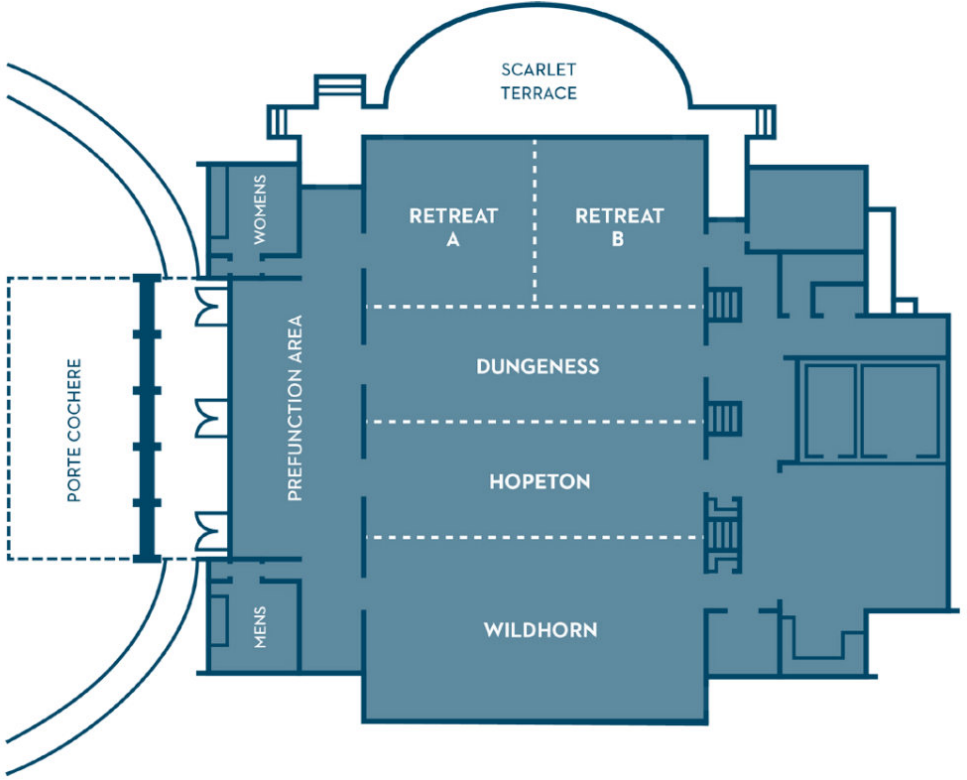 SCARLET
TERRACE
WOMENS
RETREAT
A
RETREAT
B
PORTE COCHERE
PREFUNCTION AREA
DUNGENESS
HOPETON
MENS
WILDHORN